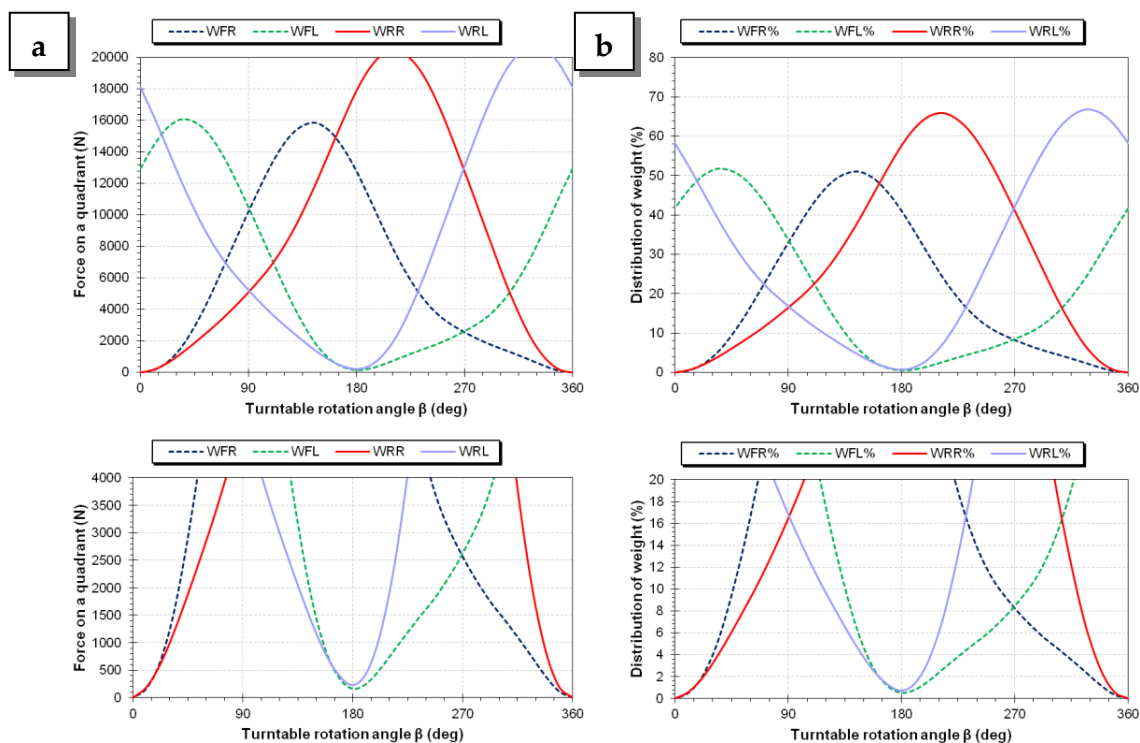 a
WFR WFL WRR WRL
Force on a quadrant (N)
20000
18000
16000
14000
12000
10000
8000
6000
4000
2000
0
0 90 180 270 360
Turntable rotation angle β (deg)
b
WFR% WFL% WRR% WRL%
Distribution of weight (%)
80
70
60
50
40
30
20
10
0
0 90 180 270 360
Turntable rotation angle β (deg)
WFR WFL WRR WRL
Force on a quadrant (N)
4000
3500
3000
2500
2000
1500
1000
500
0
0 90 180 270 360
Turntable rotation angle β (deg)
WFR% WFL% WRR% WRL%
Distribution of weight (%)
20
18
16
14
12
10
8
6
4
2
0
0 90 180 270 360
Turntable rotation angle β (deg)